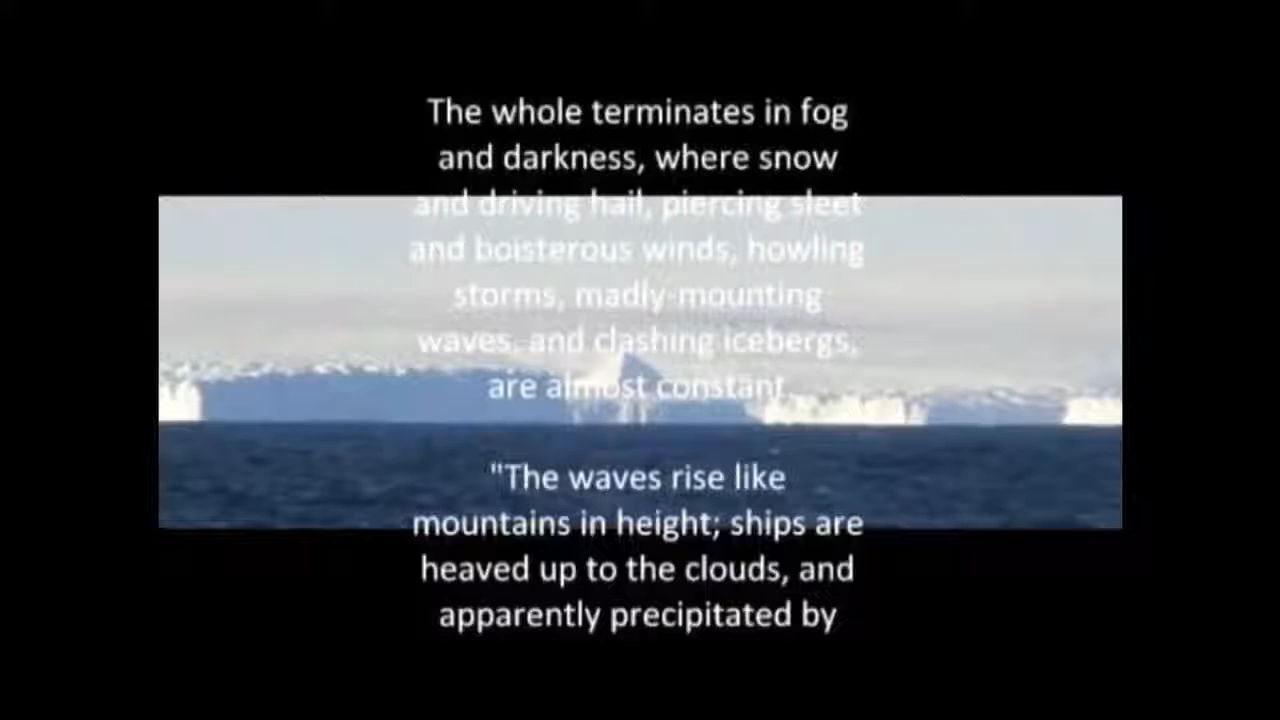 The whole terminates in fog
and darkness, where snow
and driving hail, piercing sleet
and boisterous winds, howling
storms, madly-mounting
waves, and clashing icebergs,
are almost constant
"The waves rise like
mountains in height; ships are
heaved up to the clouds, and
apparently precipitated by